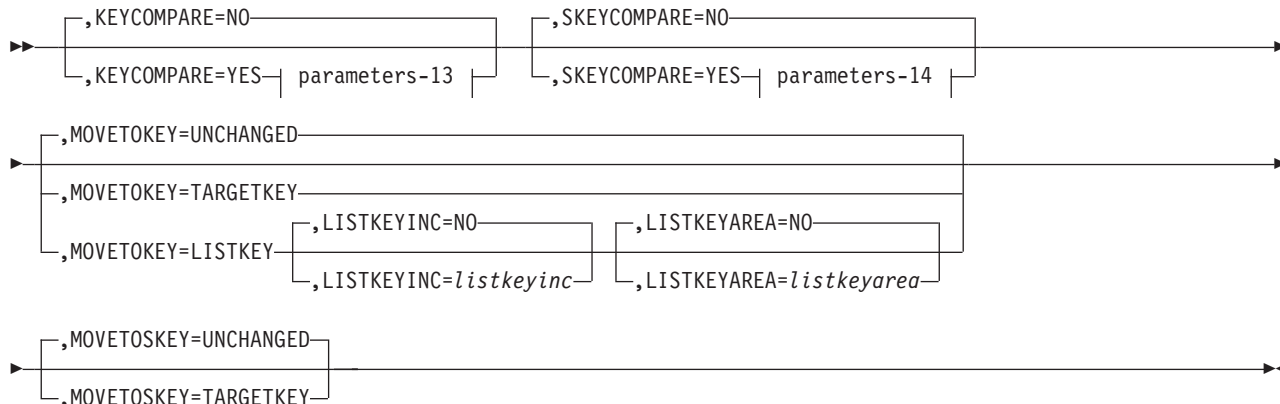 ,KEYCOMPARE=NO ,SKEYCOMPARE=NO
,KEYCOMPARE=YES parameters-13 ,SKEYCOMPARE=YES parameters-14
,MOVETOKEY=UNCHANGED
,MOVETOKEY=TARGETKEY
,LISTKEYINC=NO ,LISTKEYAREA=NO
,MOVETOKEY=LISTKEY
,LISTKEYINC=listkeyinc ,LISTKEYAREA=listkeyarea
,MOVETOSKEY=UNCHANGED
,MOVETOSKEY=TARGETKEY